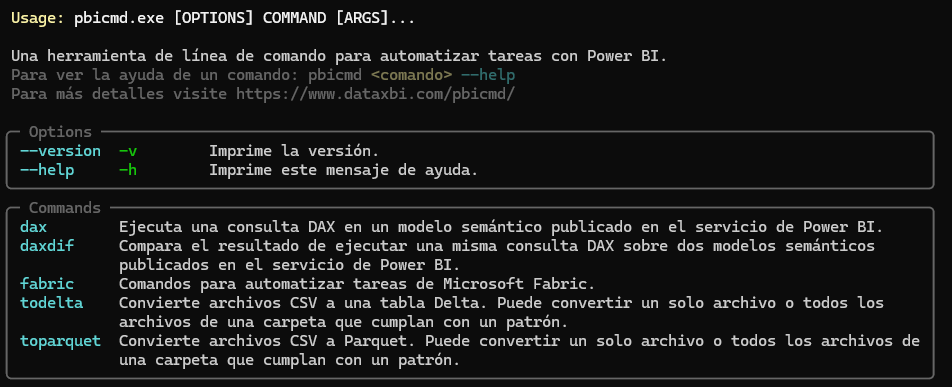 Usage: pbicmd.exe [OPTIONS] COMMAND [ARGS]...
Una herramienta de línea de comando para automatizar tareas con Power BI.
Para ver la ayuda de un comando: pbicmd <comando> --help
Para más detalles visite https://www.dataxbi.com/pbicmd/
Options
--version -v Imprime la versión.
--help -h Imprime este mensaje de ayuda.
Commands
dax Ejecuta una consulta DAX en un modelo semántico publicado en el servicio de Power BI.
daxdif Compara el resultado de ejecutar una misma consulta DAX sobre dos modelos semánticos
publicados en el servicio de Power BI.
fabric Comandos para automatizar tareas de Microsoft Fabric.
todelta Convierte archivos CSV a una tabla Delta. Puede convertir un solo archivo o todos los
archivos de una carpeta que cumplan con un patrón.
toparquet Convierte archivos CSV a Parquet. Puede convertir un solo archivo o todos los archivos de
una carpeta que cumplan con un patrón.